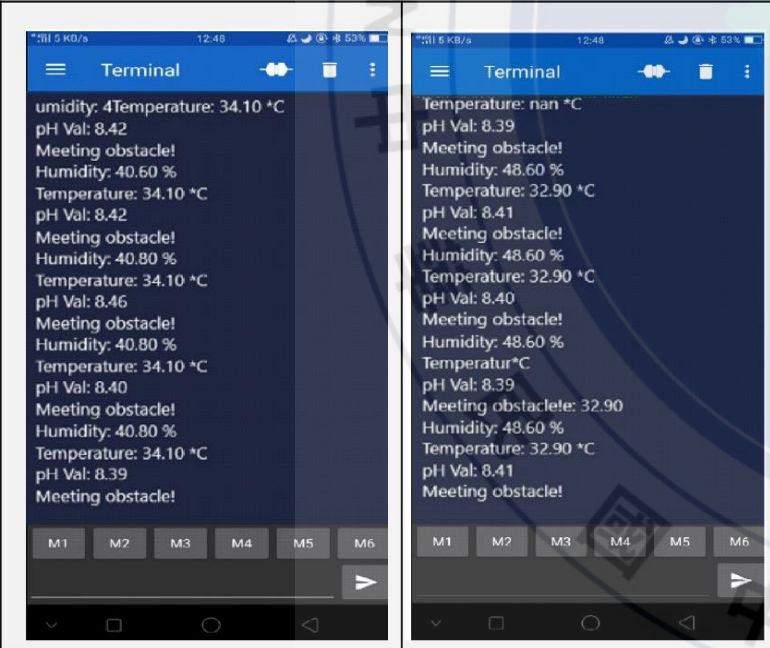 5 KB/s 12:48 53%
Terminal
umidity: 4Temperature: 34.10 *C
pH Val: 8.42
Meeting obstacle!
Humidity: 40.60 %
Temperature: 34.10 *C
pH Val: 8.42
Meeting obstacle!
Humidity: 40.80 %
Temperature: 34.10 *C
pH Val: 8.46
Meeting obstacle!
Humidity: 40.80 %
Temperature: 34.10 *C
pH Val: 8.40
Meeting obstacle!
Humidity: 40.80 %
Temperature: 34.10 *C
pH Val: 8.39
Meeting obstacle!
M1 M2 M3 M4 M5 M6
5 KB/s 12:48 53%
Terminal
Temperature: nan *C
pH Val: 8.39
Meeting obstacle!
Humidity: 48.60 %
Temperature: 32.90 *C
pH Val: 8.41
Meeting obstacle!
Humidity: 48.60 %
Temperature: 32.90 *C
pH Val: 8.40
Meeting obstacle!
Humidity: 48.60 %
Temperatur*C
pH Val: 8.39
Meeting obstacle!e: 32.90
Humidity: 48.60 %
Temperature: 32.90 *C
pH Val: 8.41
Meeting obstacle!
M1 M2 M3 M4 M5 M6
國